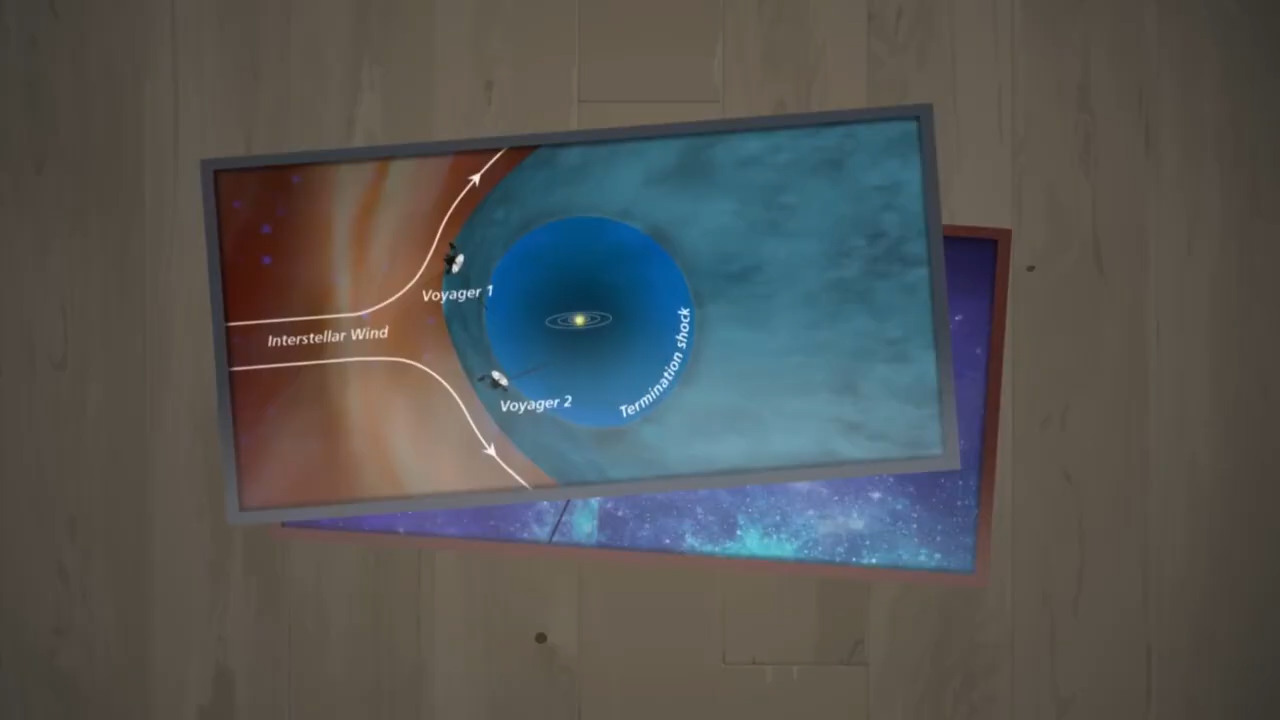 Voyager 1
Interstellar Wind
Voyager 2
Termination shock